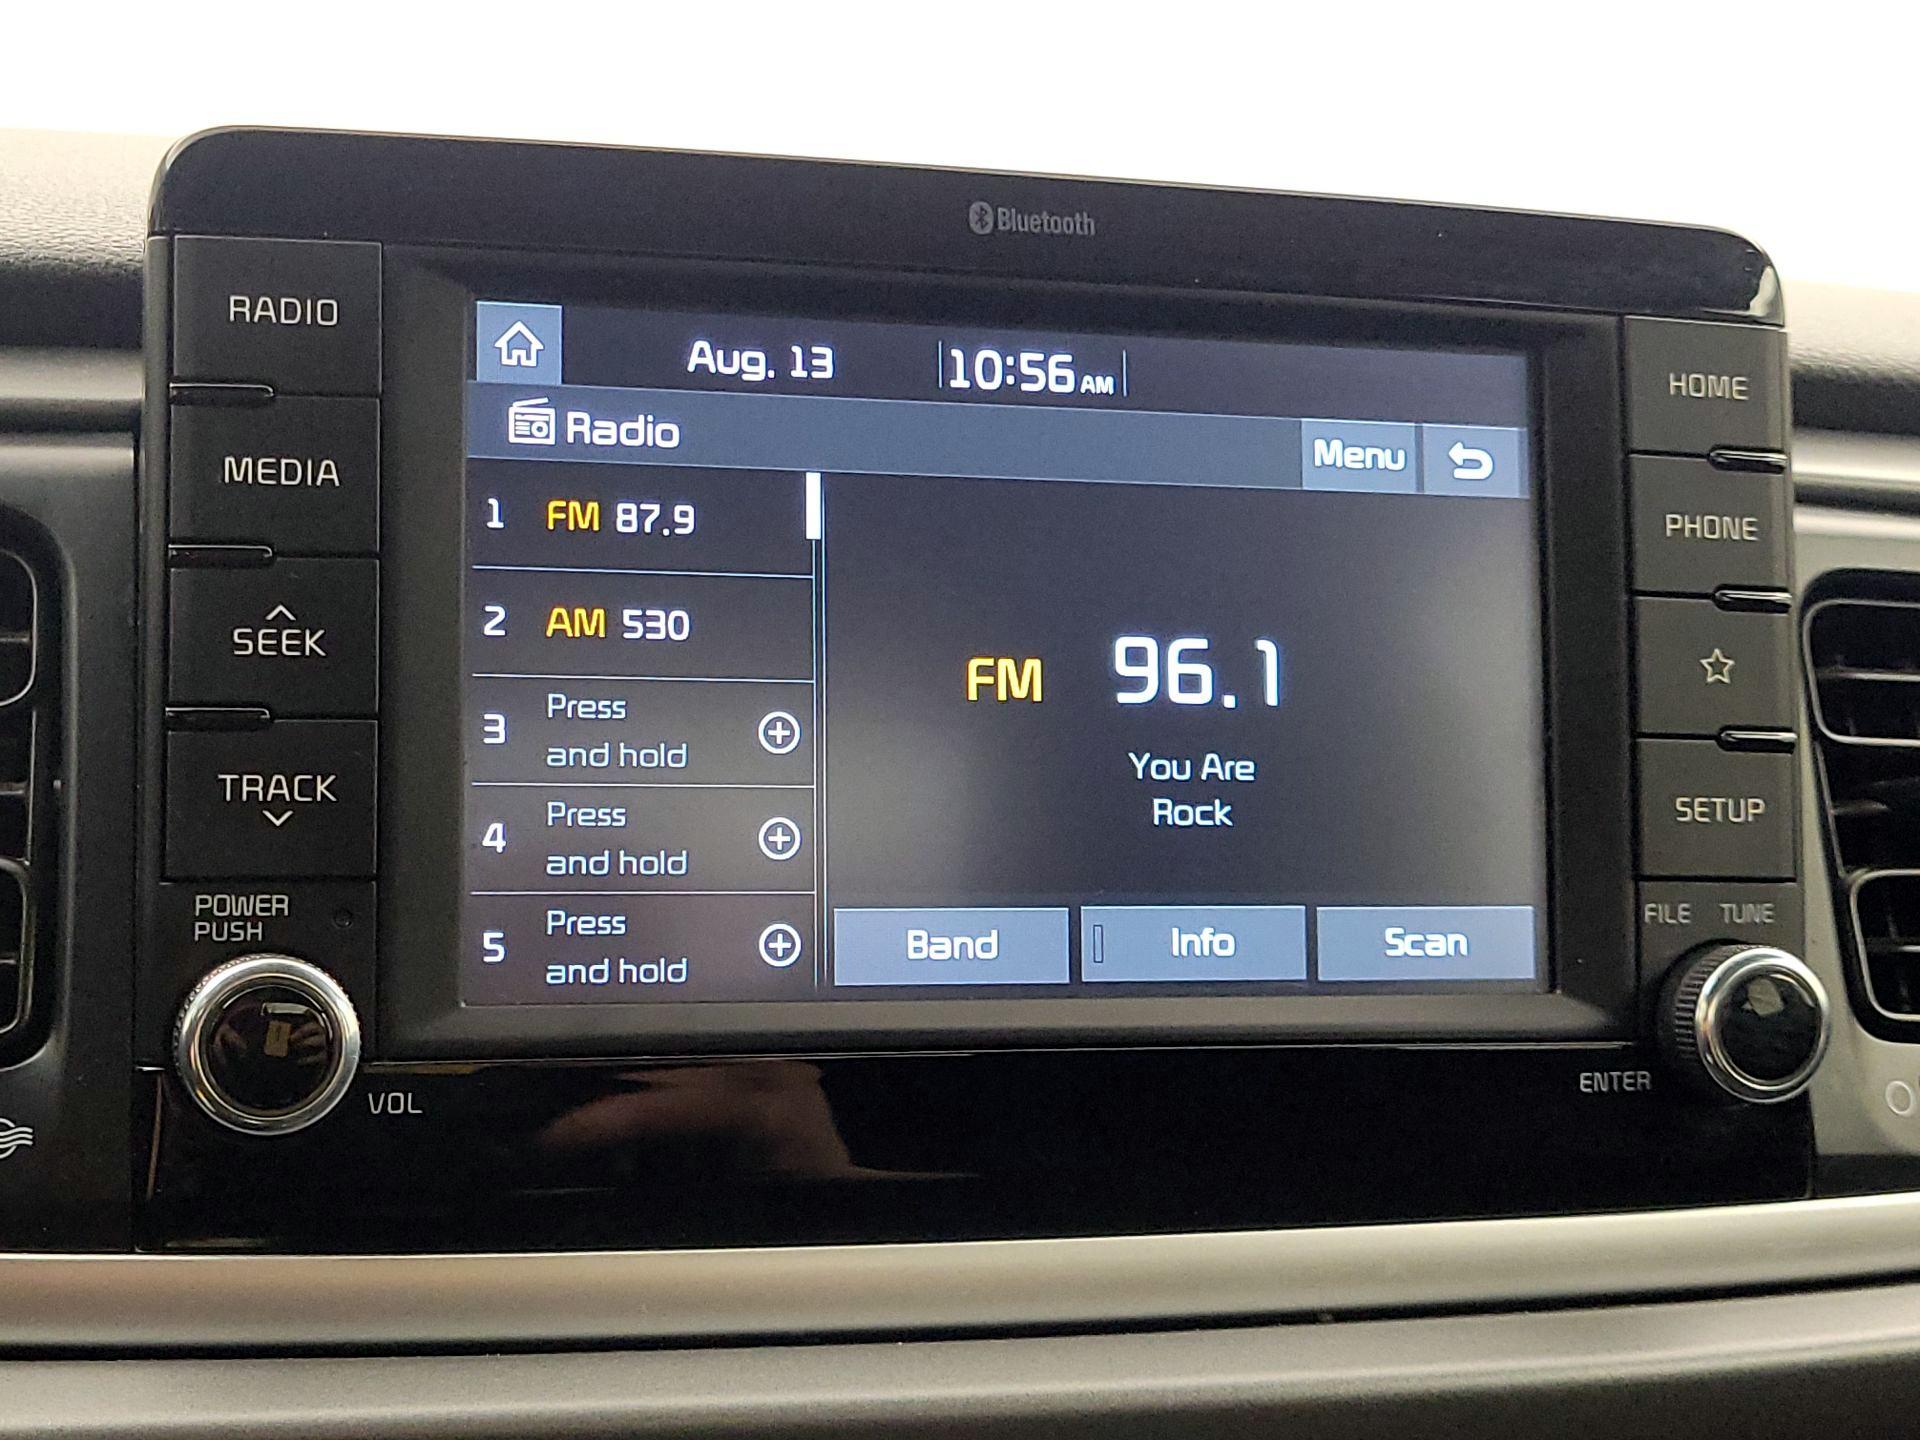 Bluetooth
RADIO
MEDIA
SEEK
TRACK
POWER
PUSH
VOL
Aug. 13 10:56 AM
Radio
Menu
1 FM 87.9
2 AM 530
3 Press
and hold
4 Press
and hold
5 Press
and hold
FM 96.1
You Are
Rock
Band
Info
Scan
HOME
PHONE
SETUP
FILE TUNE
ENTER